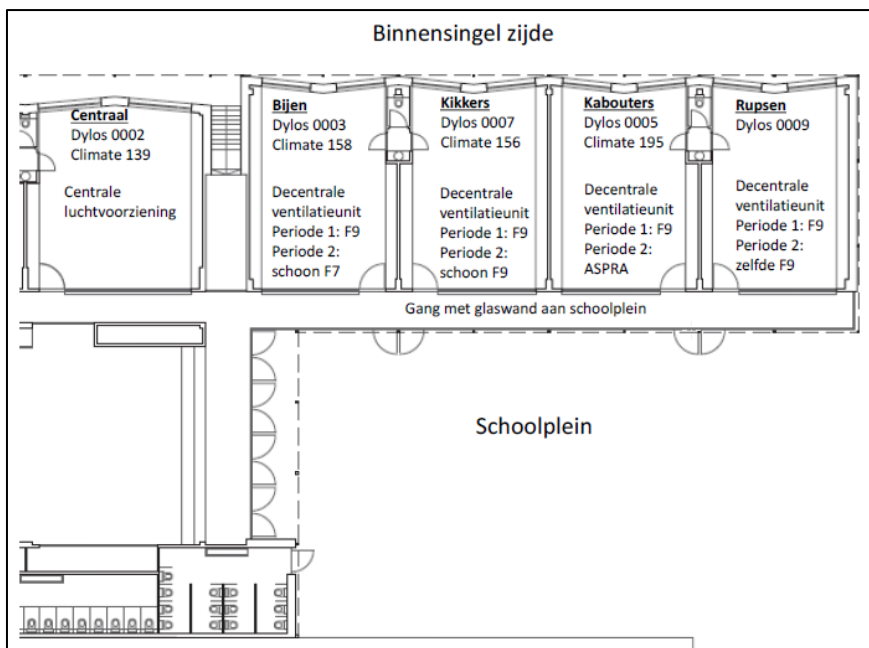 Binnensingel zijde
Centraal
Dylos 0002
Climate 139
Centrale
luchtvoorziening
Bijen
Dylos 0003
Climate 158
Decentrale
ventilatieunit
Periode 1: F9
Periode 2:
schoon F7
Kikkers
Dylos 0007
Climate 156
Decentrale
ventilatieunit
Periode 1: F9
Periode 2:
schoon F9
Kabouters
Dylos 0005
Climate 195
Decentrale
ventilatieunit
Periode 1: F9
Periode 2:
ASPRA
Rupsen
Dylos 0009
Decentrale
ventilatieunit
Periode 1: F9
Periode 2:
zelfde F9
Gang met glaswand aan schoolplein
Schoolplein